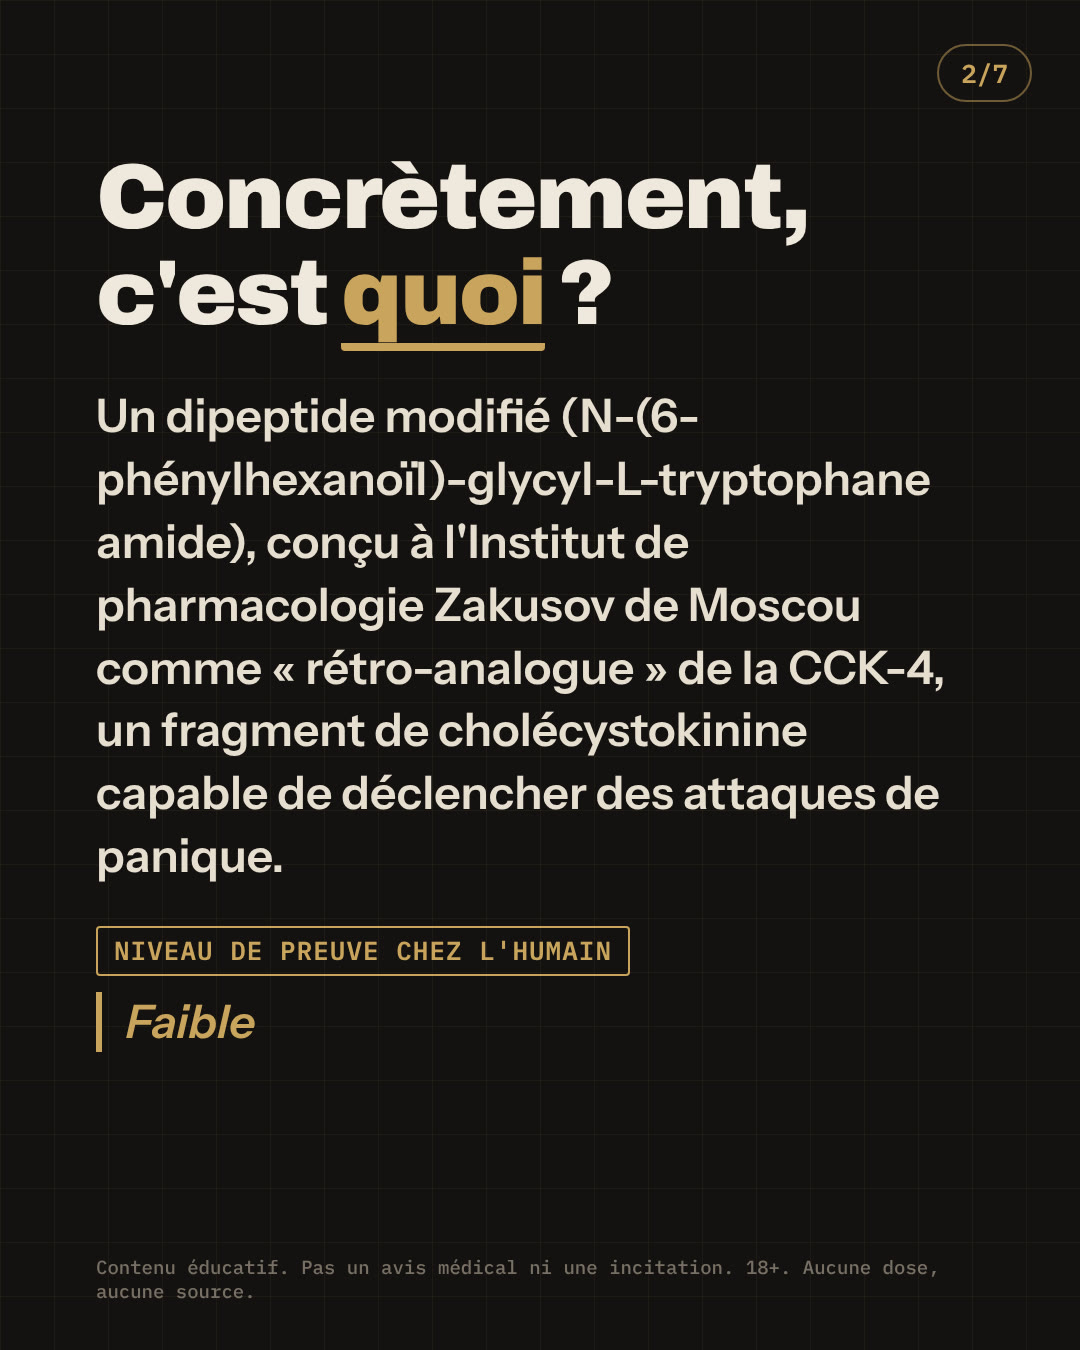 2/7
Concrètement,
c'est quoi ?
Un dipeptide modifié (N-(6-
phénylhexanoïl)-glycyl-L-tryptophane
amide), conçu à l'Institut de
pharmacologie Zakusov de Moscou
comme « rétro-analogue » de la CCK-4,
un fragment de cholécystokinine
capable de déclencher des attaques de
panique.
NIVEAU DE PREUVE CHEZ L'HUMAIN
Faible
Contenu éducatif. Pas un avis médical ni une incitation. 18+. Aucune dose,
aucune source.